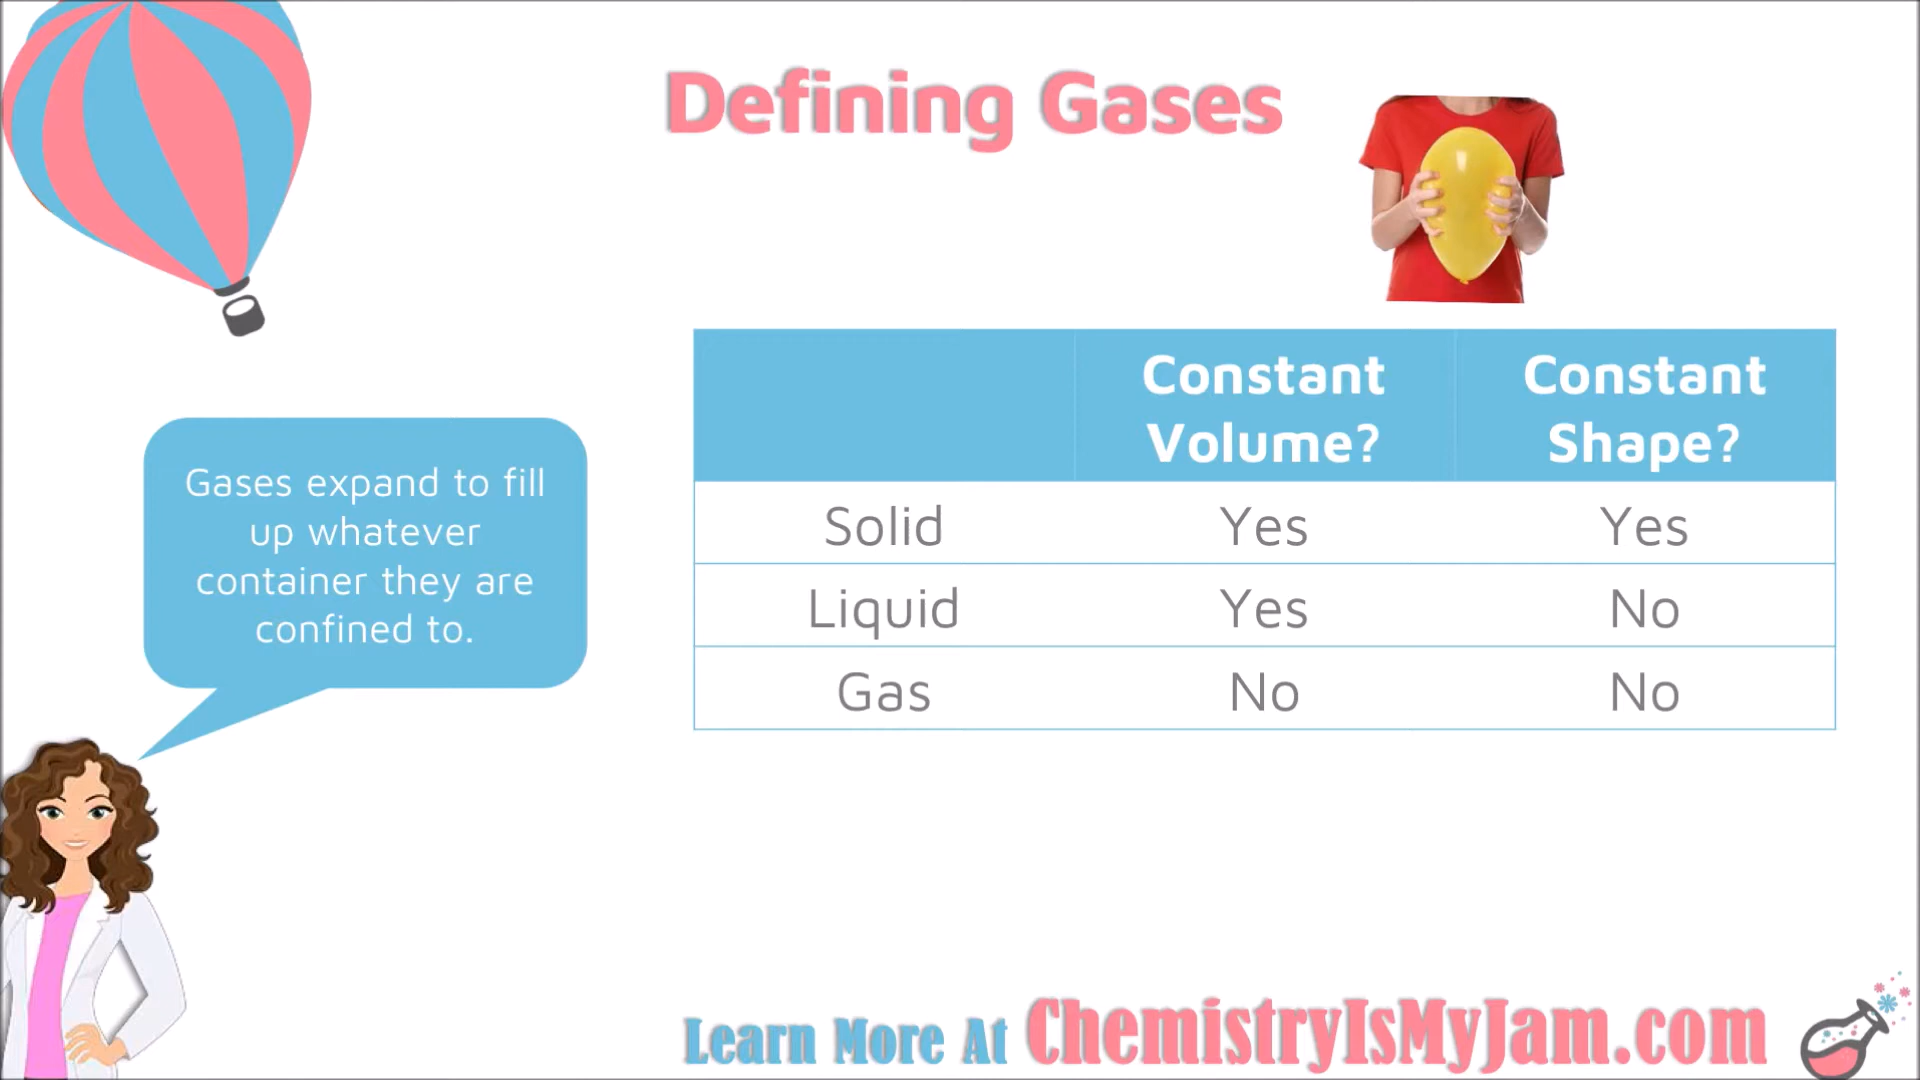 Defining Gases
Gases expand to fill
up whatever
container they are
confined to.
Constant Volume? Constant Shape?
Solid Yes Yes
Liquid Yes No
Gas No No
Learn More At ChemistryIsMyJam.com